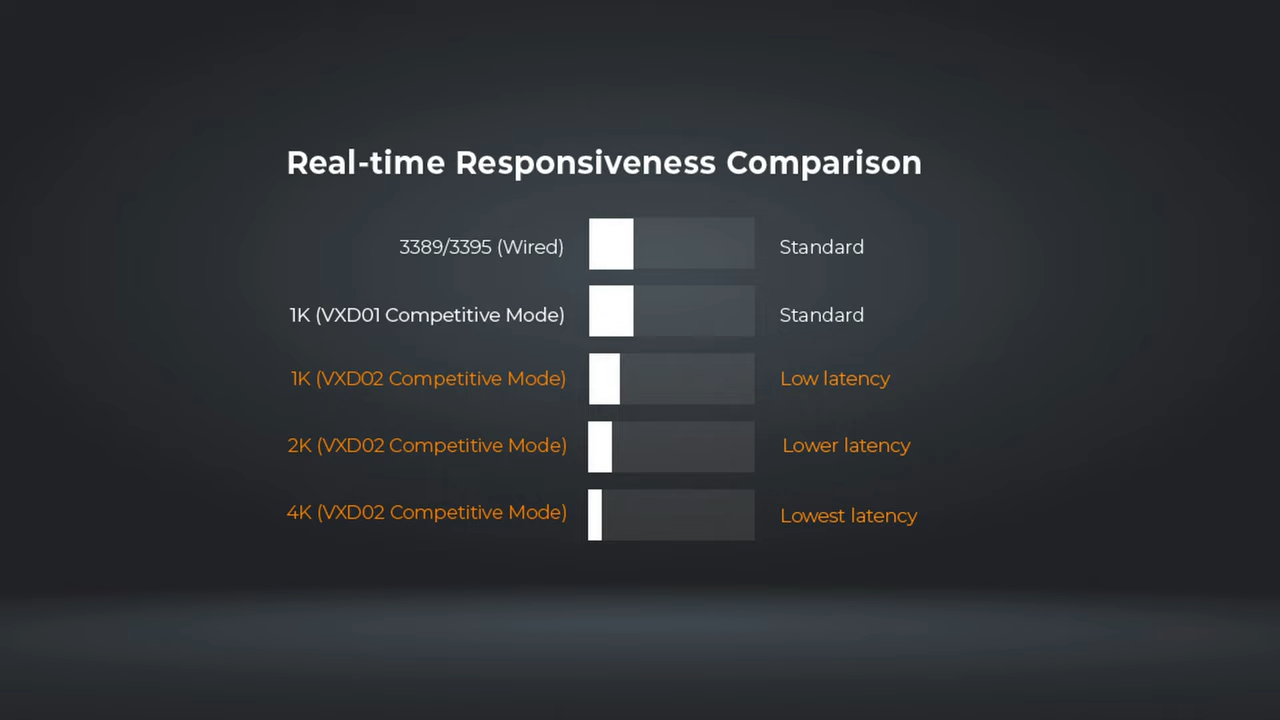 Real-time Responsiveness Comparison
3389/3395 (Wired) Standard
1K (VXD01 Competitive Mode) Standard
1K (VXD02 Competitive Mode) Low latency
2K (VXD02 Competitive Mode) Lower latency
4K (VXD02 Competitive Mode) Lowest latency